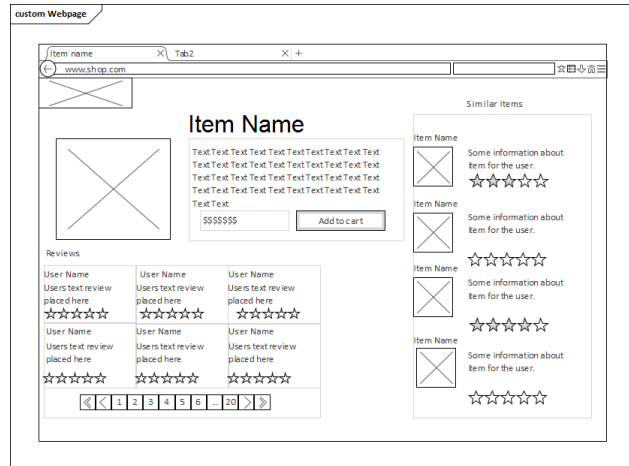 custom Webpage
Item name
Tab2
www.shop.com
Item Name
Text Text Text Text Text Text Text Text Text Text
Text Text Text Text Text Text Text Text Text Text
Text Text Text Text Text Text Text Text Text Text
Text Text Text Text Text Text Text Text Text Text
Text Text
$$$$$$$
Add to cart
Similar Items
Item Name
Some information about
item for the user.
Item Name
Some information about
item for the user.
Item Name
Some information about
item for the user.
Item Name
Some information about
item for the user.
Reviews
User Name
Users text review
placed here
User Name
Users text review
placed here
User Name
Users text review
placed here
User Name
Users text review
placed here
User Name
Users text review
placed here
User Name
Users text review
placed here
1 2 3 4 5 6 ... 20